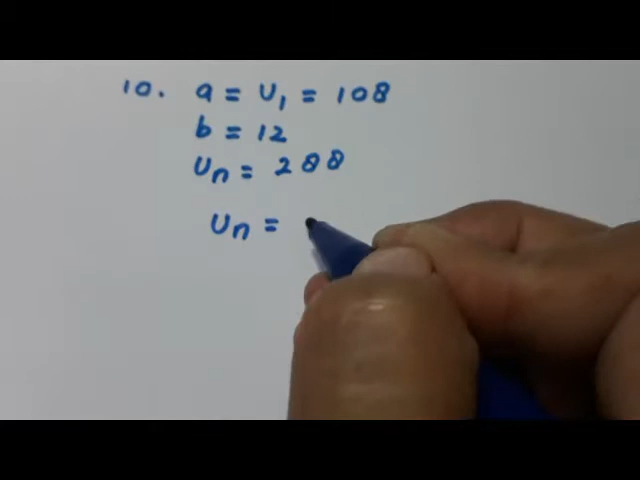 10. a = U₁ = 108
b = 12
Un = 288
Un =